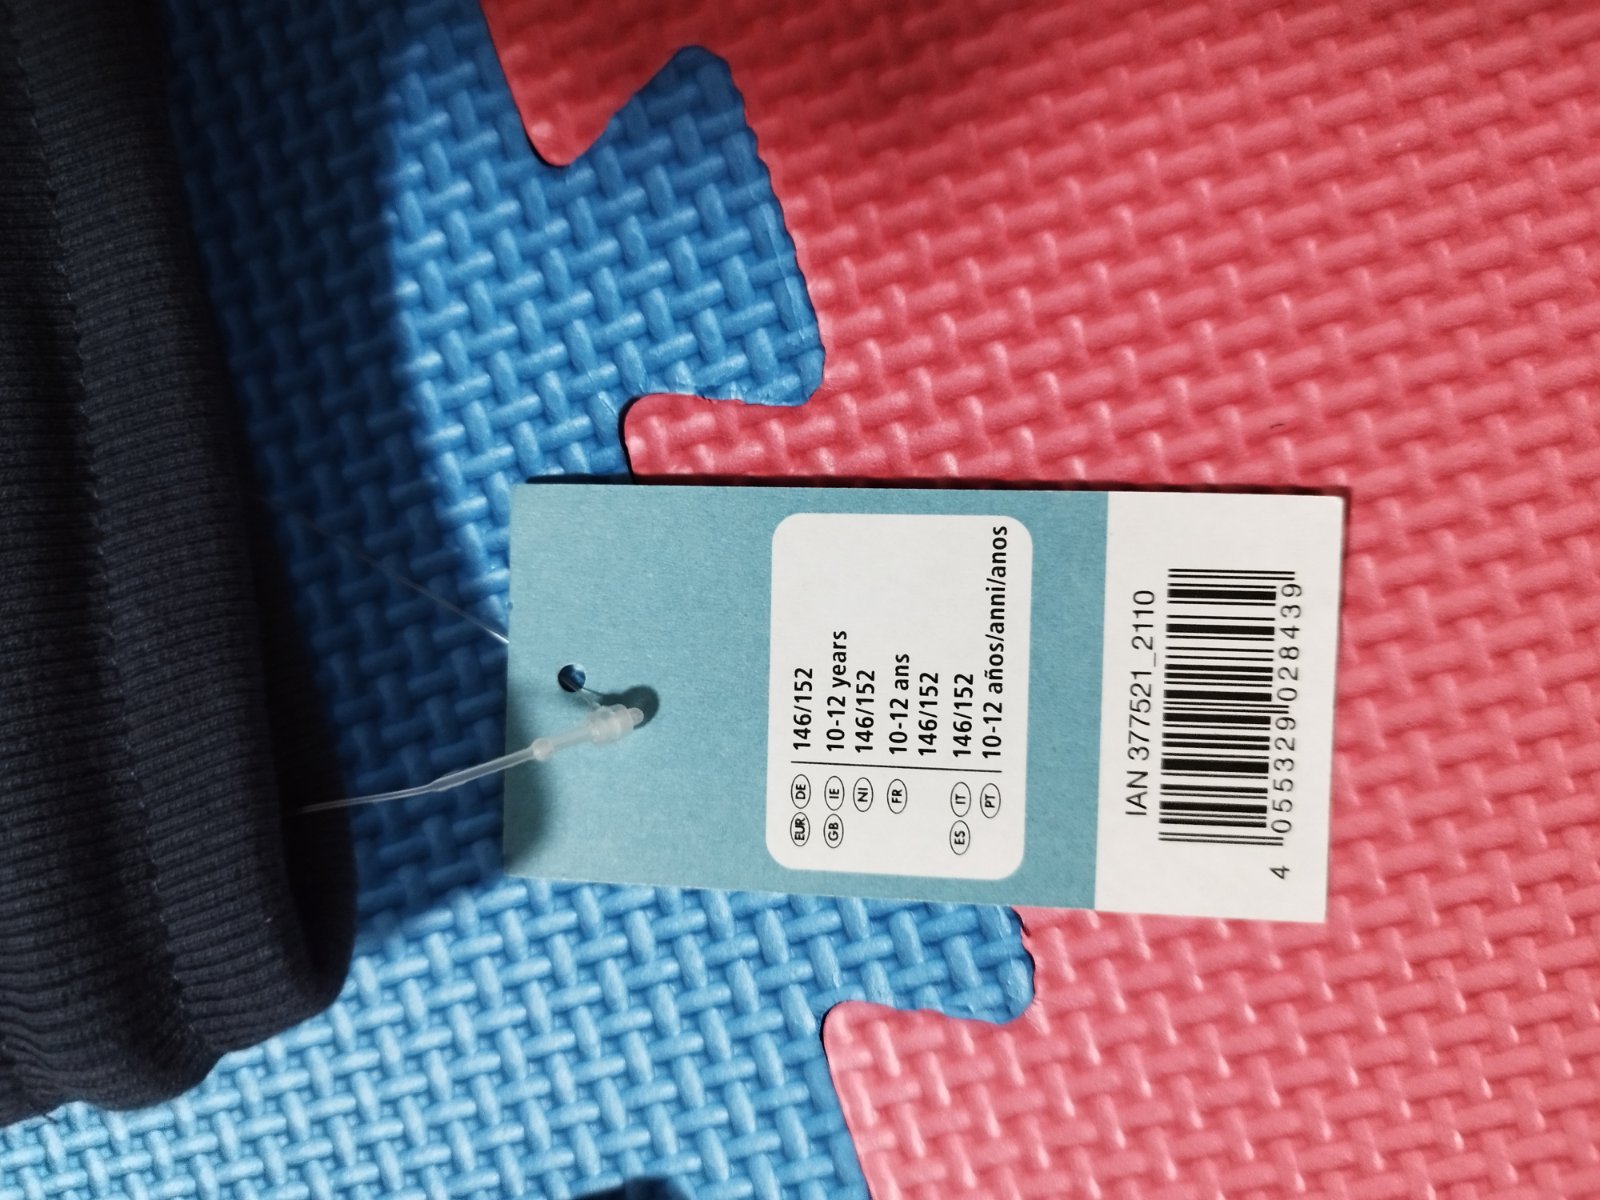 EUR DE 146/152
GB IE 10-12 years
NI 146/152
FR 10-12 ans
146/152
ES IT 146/152
PT 10-12 años/anni/anos
IAN 377521_2110
4 055329 028439